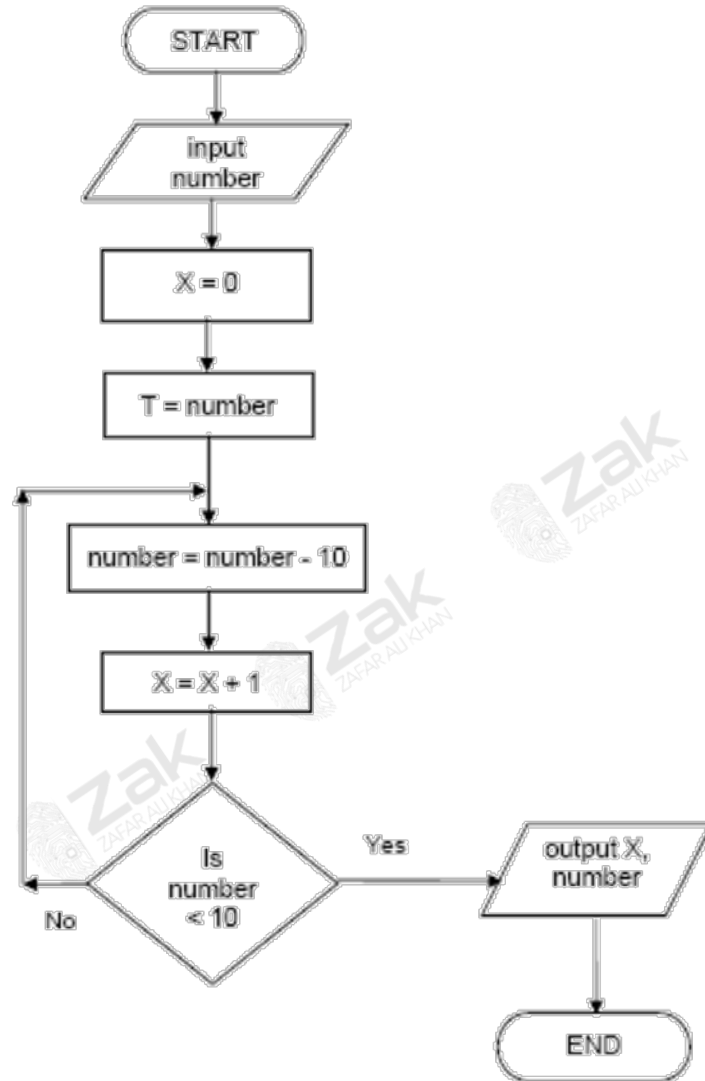 START
input
number
X = 0
T = number
number = number - 10
X = X + 1
Is
number
< 10
Yes
No
output X,
number
END
Zak
ZAFAR ALI KHAN
Zak
ZAFAR ALI KHAN
Zak
ZAFAR ALI KHAN